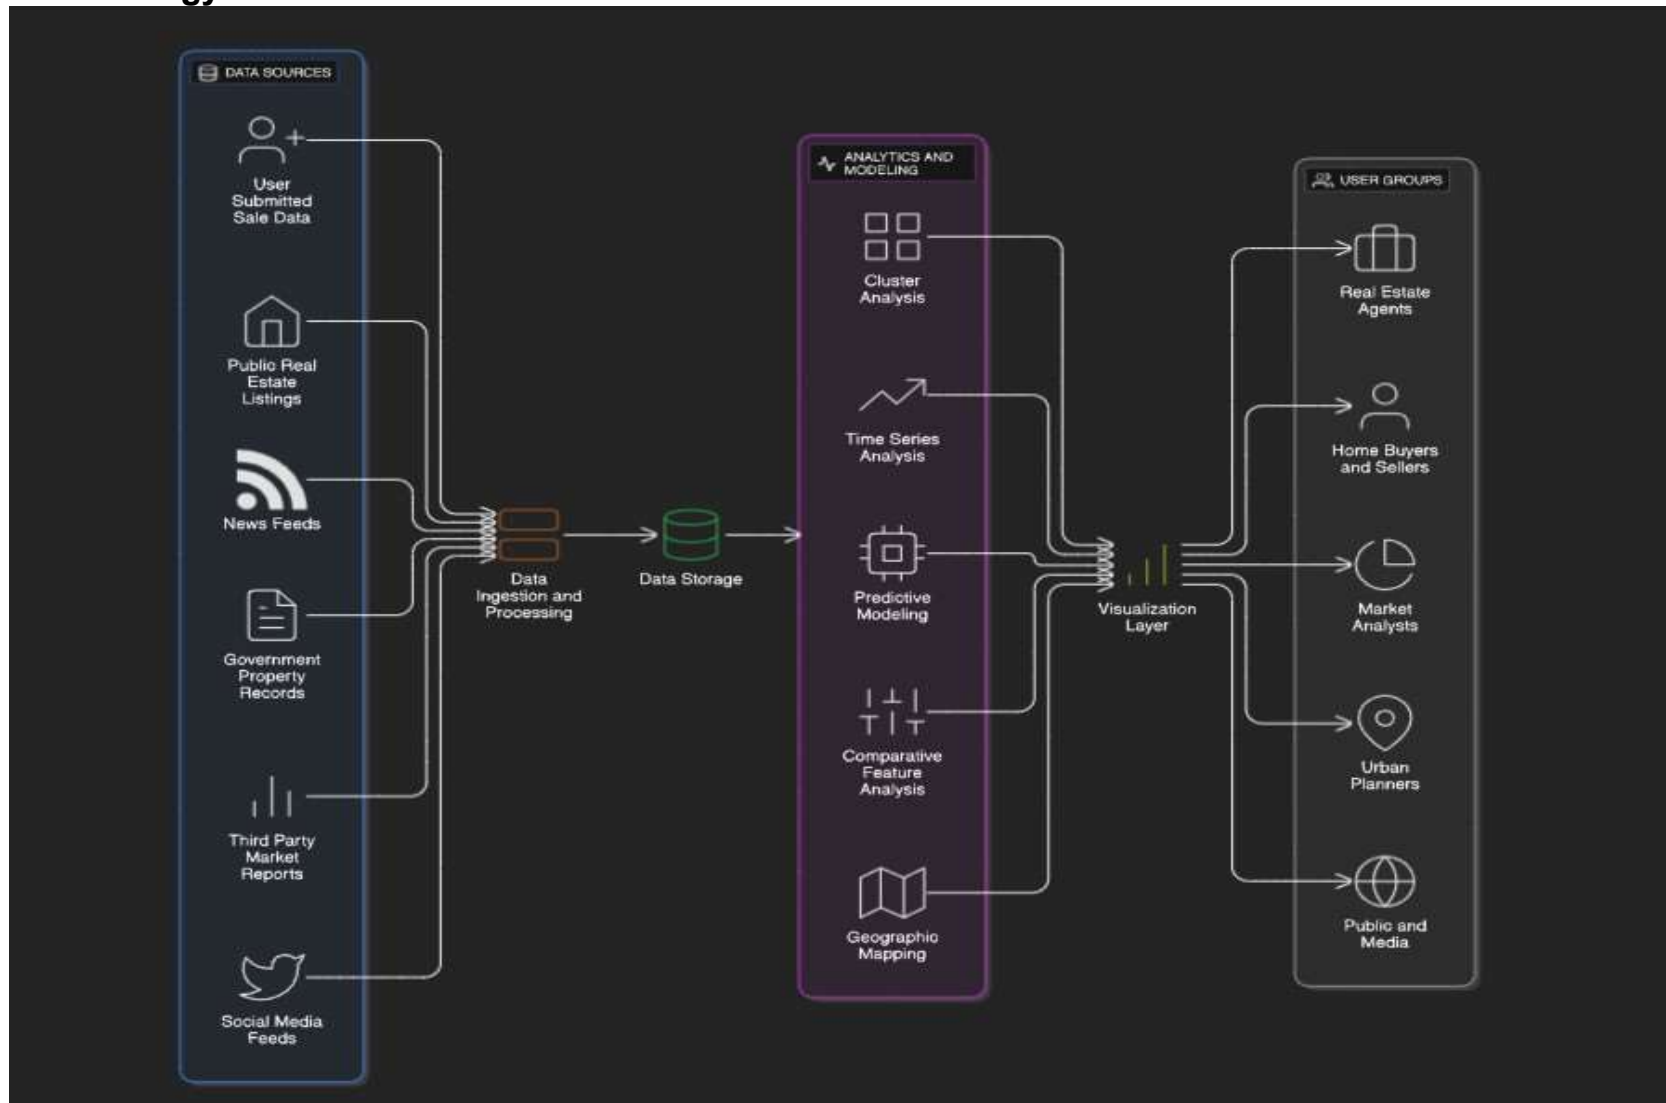 DATA SOURCES
User
Submitted
Sale Data
Public Real
Estate
Listings
News Feeds
Government
Property
Records
Third Party
Market
Reports
Social Media
Feeds
Data
Ingestion and
Processing
Data Storage
ANALYTICS AND
MODELING
Cluster
Analysis
Time Series
Analysis
Predictive
Modeling
Comparative
Feature
Analysis
Geographic
Mapping
Visualization
Layer
USER GROUPS
Real Estate
Agents
Home Buyers
and Sellers
Market
Analysts
Urban
Planners
Public and
Media